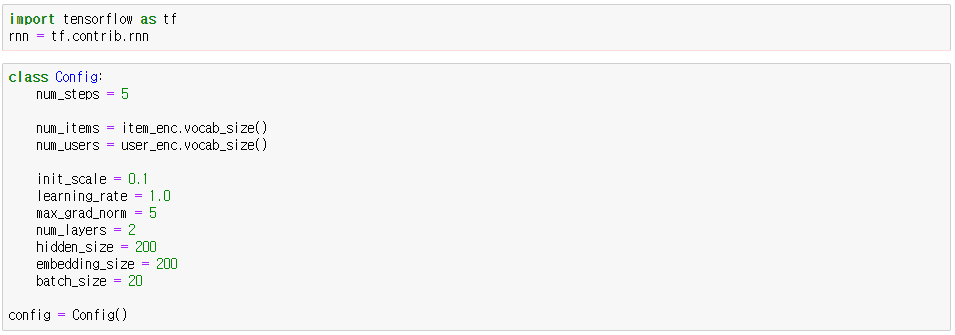 import tensorflow as tf
rnn = tf.contrib.rnn
class Config:
    num_steps = 5
    num_items = item_enc.vocab_size()
    num_users = user_enc.vocab_size()
    init_scale = 0.1
    learning_rate = 1.0
    max_grad_norm = 5
    num_layers = 2
    hidden_size = 200
    embedding_size = 200
    batch_size = 20
config = Config()